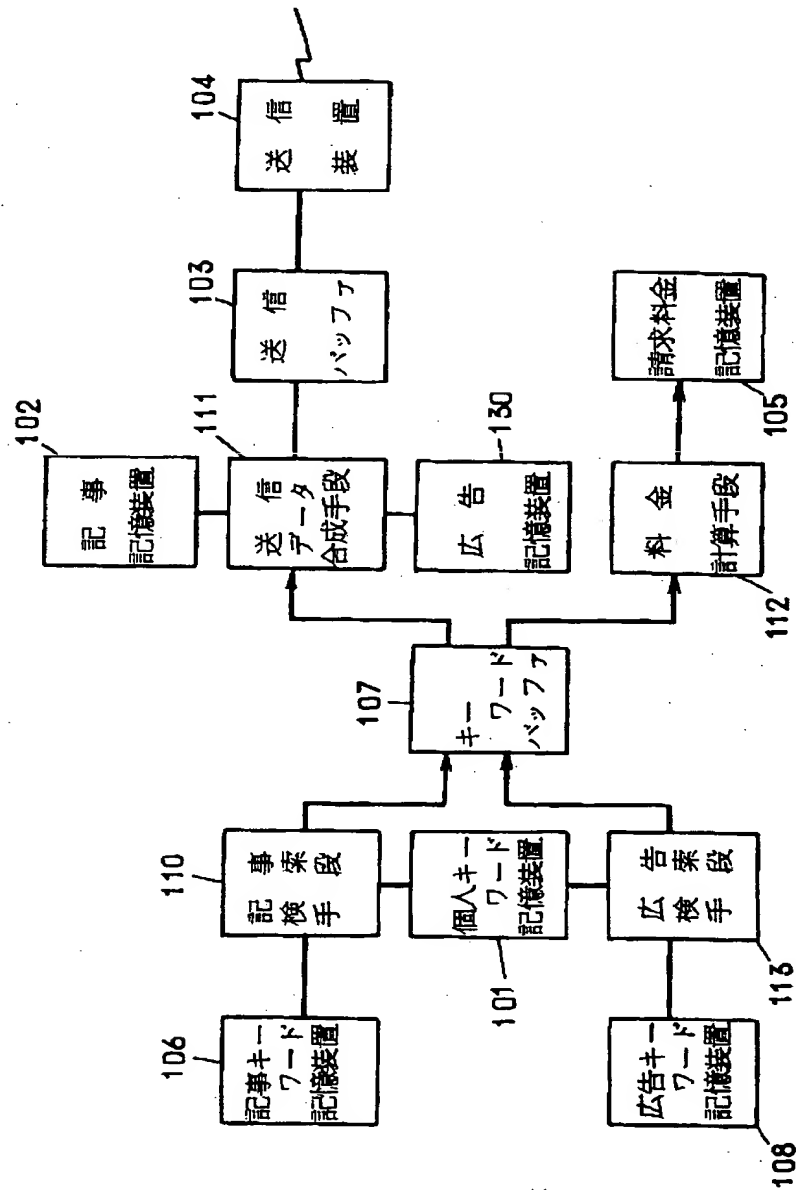 106
記事キー
ワード
記憶装置
110
記事
検索
手段
101
個人キー
ワード
記憶装置
108
広告キー
ワード
記憶装置
113
広告
検索
手段
107
キー
ワード
バッファ
102
記事
記憶装置
111
送信
データ
合成手段
130
広告
記憶装置
103
送信
バッファ
104
送信
装置
112
料金
計算手段
105
請求料金
記憶装置